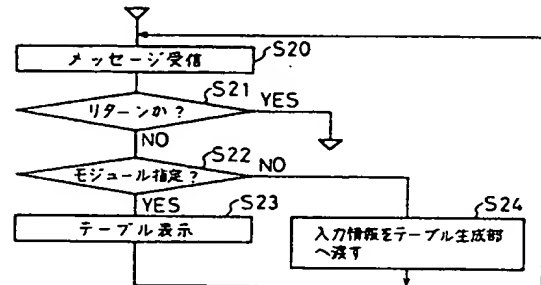 S20
メッセージ受信
S21
リターンか?
YES
NO
S22
モジュール指定?
NO
YES
S23
テーブル表示
S24
入力情報をテーブル生成部
へ渡す